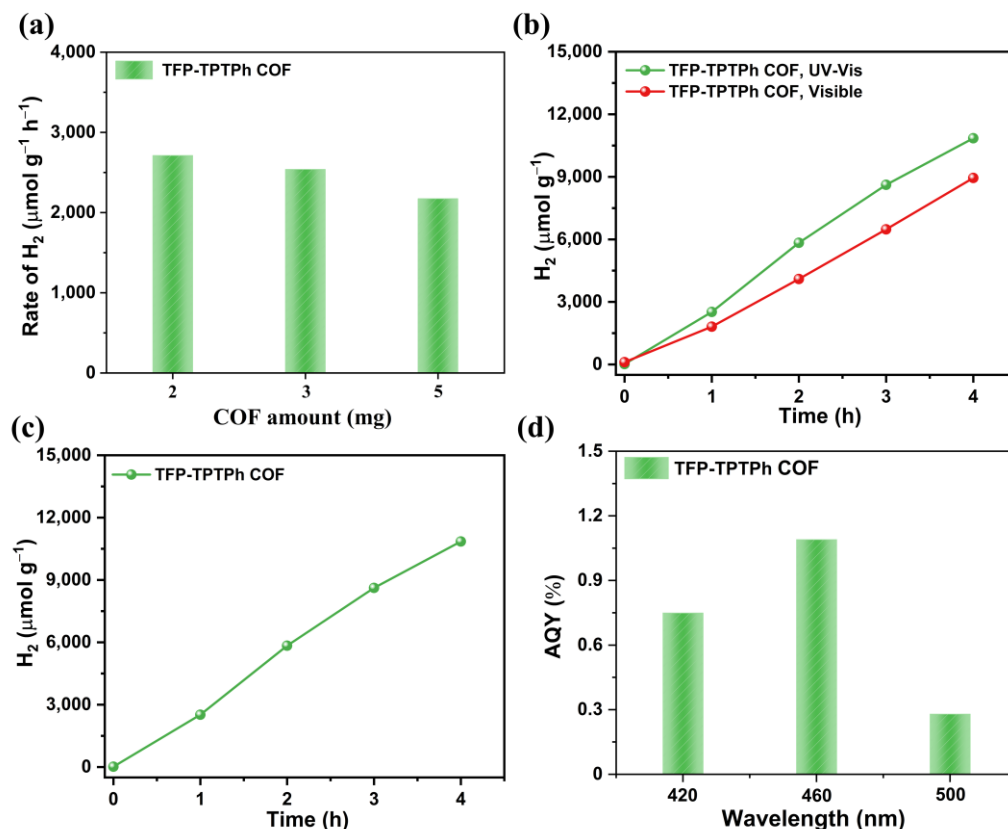 (a)
4,000
TFP-TPTPh COF
3,000
2,000
1,000
0
Rate of H₂ (μmol g⁻¹ h⁻¹)
2 3 5
COF amount (mg)
(b)
15,000
TFP-TPTPh COF, UV-Vis
TFP-TPTPh COF, Visible
12,000
9,000
6,000
3,000
0
H₂ (μmol g⁻¹)
0 1 2 3 4
Time (h)
(c)
15,000
TFP-TPTPh COF
12,000
9,000
6,000
3,000
0
H₂ (μmol g⁻¹)
0 1 2 3 4
Time (h)
(d)
1.5
TFP-TPTPh COF
1.2
0.9
0.6
0.3
0
AQY (%)
420 460 500
Wavelength (nm)